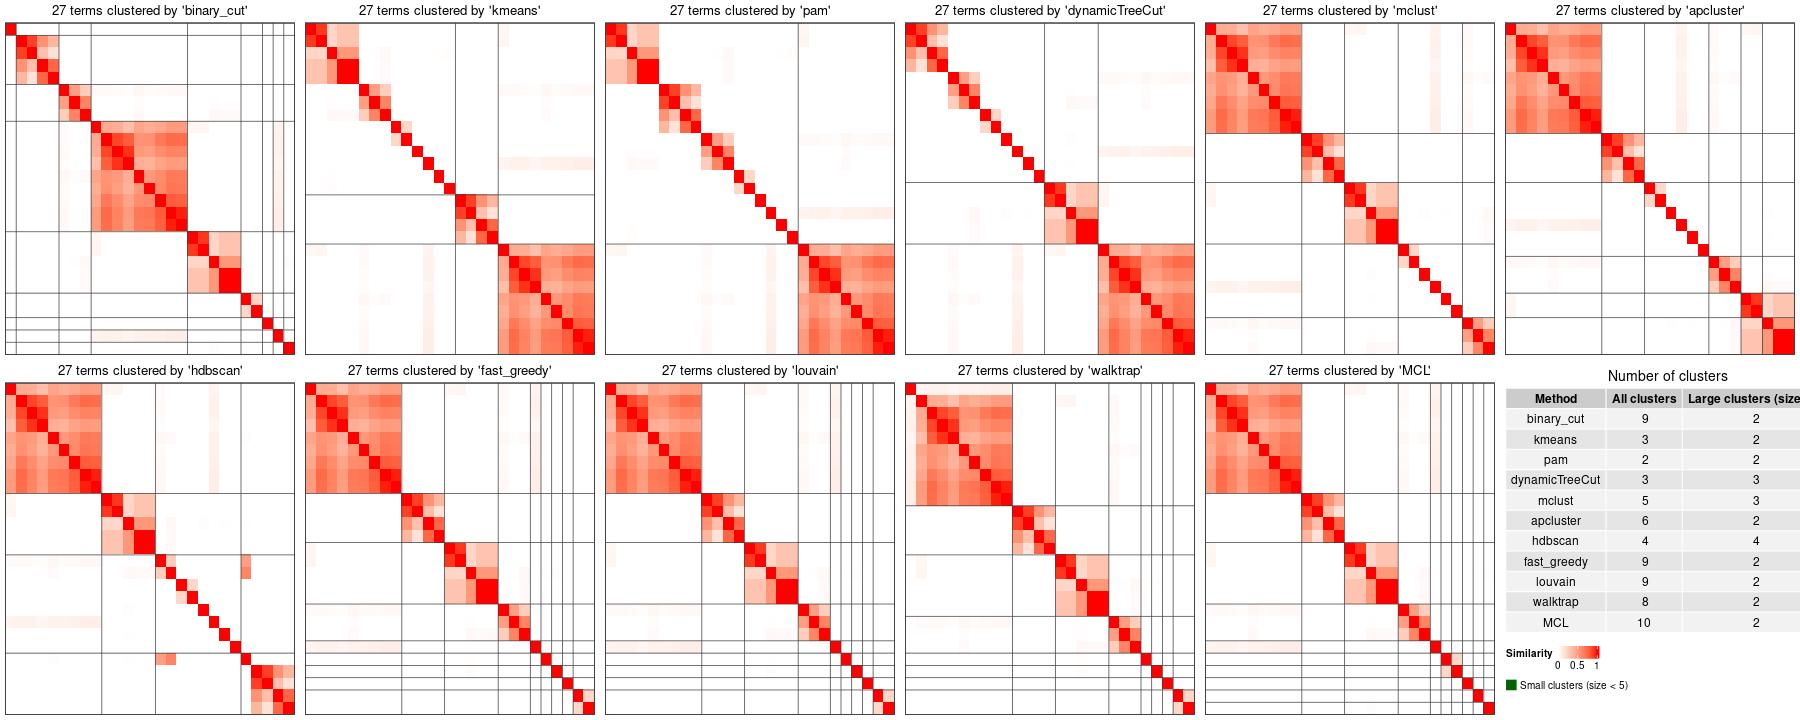 27 terms clustered by 'binary_cut'
27 terms clustered by 'kmeans'
27 terms clustered by 'pam'
27 terms clustered by 'dynamicTreeCut'
27 terms clustered by 'mclust'
27 terms clustered by 'apcluster'
27 terms clustered by 'hdbscan'
27 terms clustered by 'fast_greedy'
27 terms clustered by 'louvain'
27 terms clustered by 'walktrap'
27 terms clustered by 'MCL'
Number of clusters
Method All clusters Large clusters (size
binary_cut 9 2
kmeans 3 2
pam 2 2
dynamicTreeCut 3 3
mclust 5 3
apcluster 6 2
hdbscan 4 4
fast_greedy 9 2
louvain 9 2
walktrap 8 2
MCL 10 2
Similarity
0 0.5 1
Small clusters (size < 5)